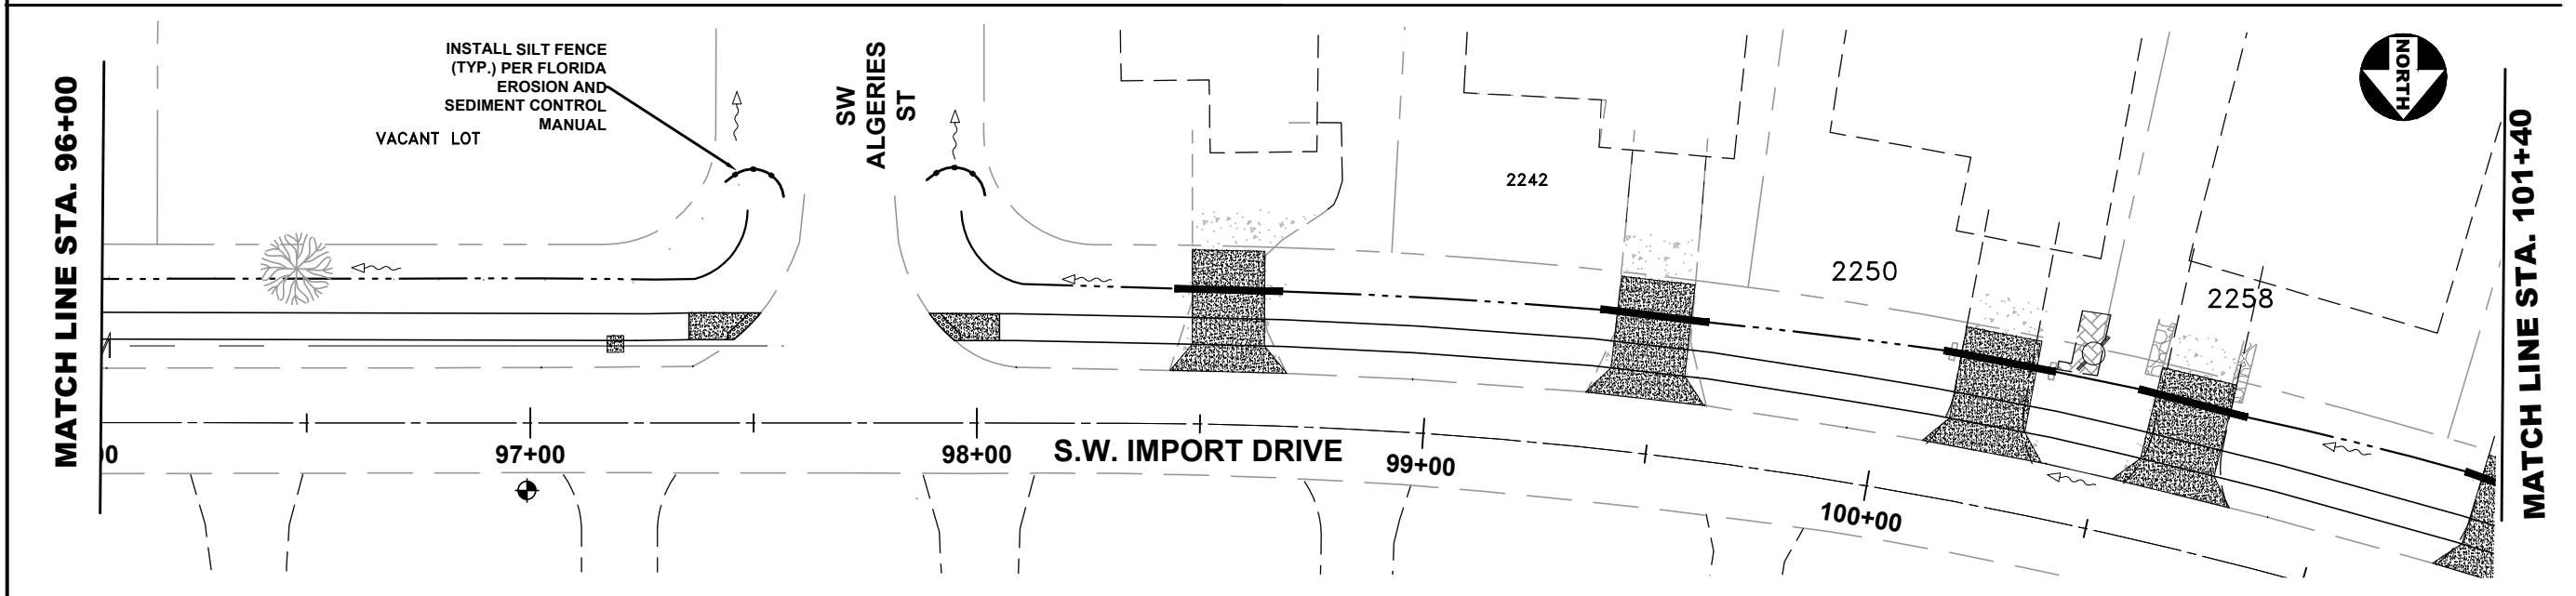 MATCH LINE STA. 96+00
INSTALL SILT FENCE
(TYP.) PER FLORIDA
EROSION AND
SEDIMENT CONTROL
MANUAL
VACANT LOT
SW
ALGERIES
ST
2242
2250
2258
NORTH
MATCH LINE STA. 101+40
97+00
98+00
S.W. IMPORT DRIVE
99+00
100+00